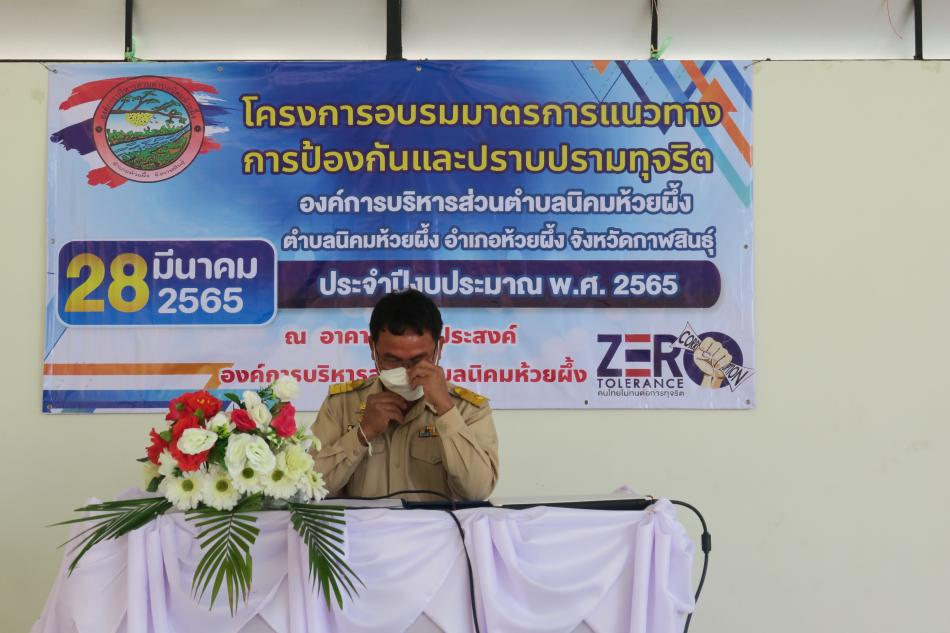 โครงการอบรมมาตรการแนวทาง
การป้องกันและปราบปรามทุจริต
องค์การบริหารส่วนตำบลนิคมห้วยผึ้ง
ตำบลนิคมห้วยผึ้ง อำเภอห้วยผึ้ง จังหวัดกาฬสินธุ์
28 มีนาคม
2565
ประจำปีงบประมาณ พ.ศ. 2565
ณ ประสงค์
องค์การบริหาร นิคมห้วยผึ้ง
ZERO
CORRUPTION
TOLERANCE
คนไทยไม่ทนต่อการทุจริต